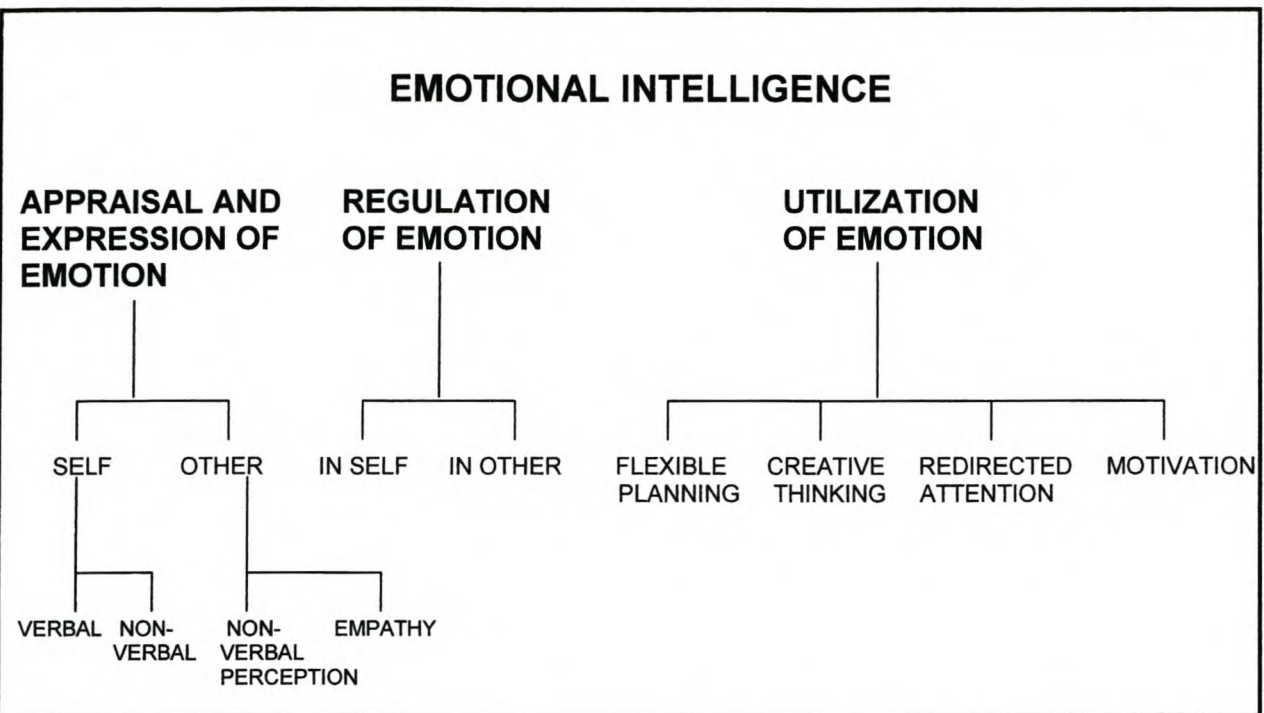 EMOTIONAL INTELLIGENCE
APPRAISAL AND
EXPRESSION OF
EMOTION
REGULATION
OF EMOTION
UTILIZATION
OF EMOTION
SELF
OTHER
IN SELF
IN OTHER
FLEXIBLE
PLANNING
CREATIVE
THINKING
REDIRECTED
ATTENTION
MOTIVATION
VERBAL
NON-
VERBAL
NON-
VERBAL
PERCEPTION
EMPATHY